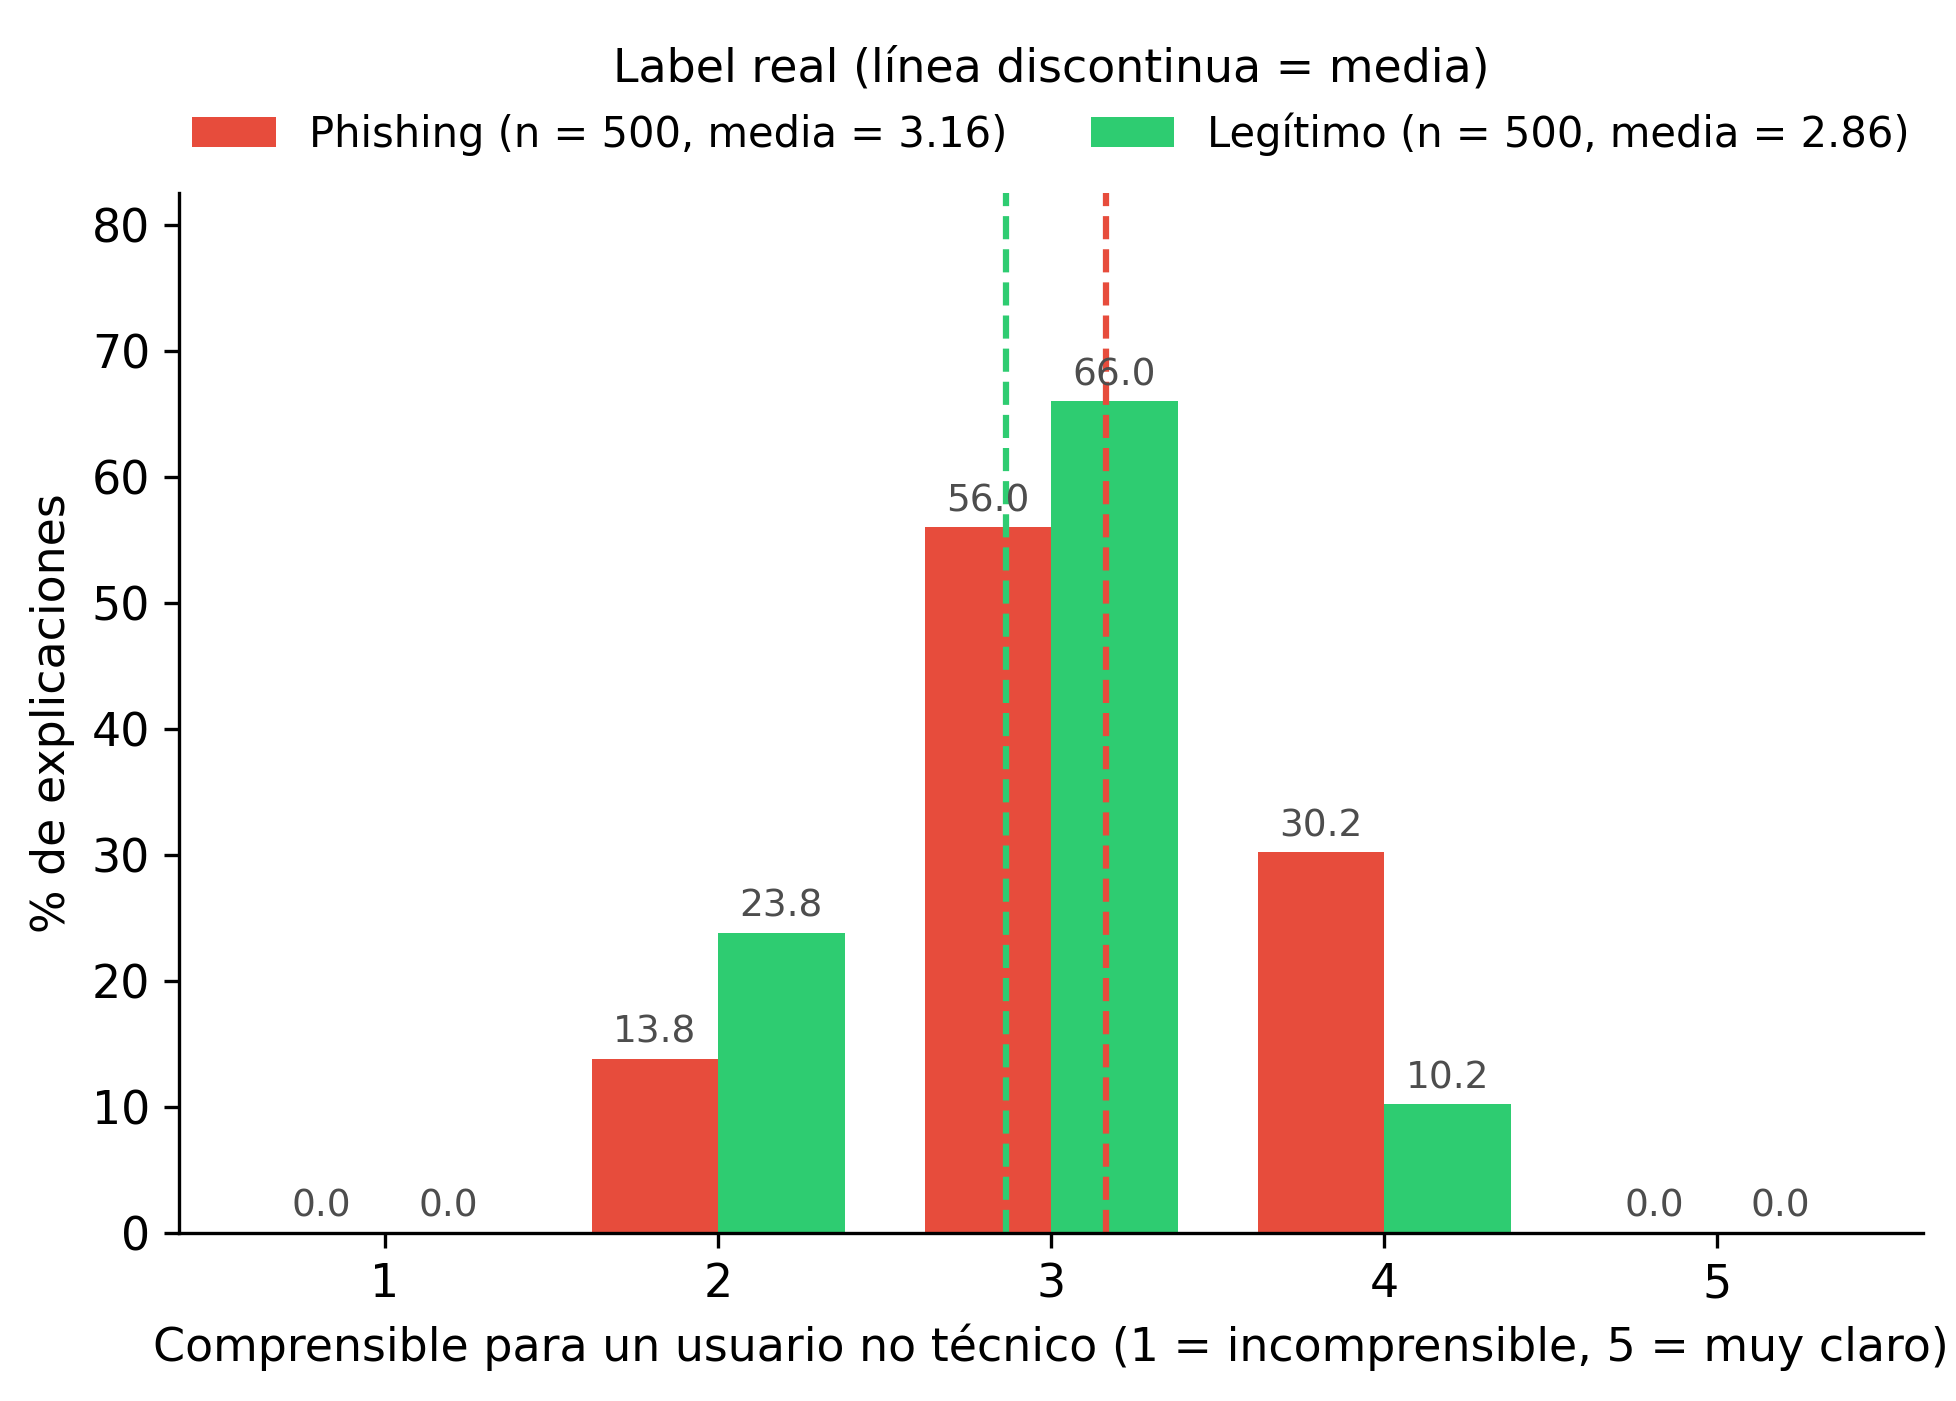 Label real (línea discontinua = media)
Phishing (n = 500, media = 3.16) Legítimo (n = 500, media = 2.86)
80
70
60
50
40
30
20
10
0
% de explicaciones
0.0 0.0
13.8 23.8
56.0 66.0
30.2 10.2
0.0 0.0
1 2 3 4 5
Comprensible para un usuario no técnico (1 = incomprensible, 5 = muy claro)